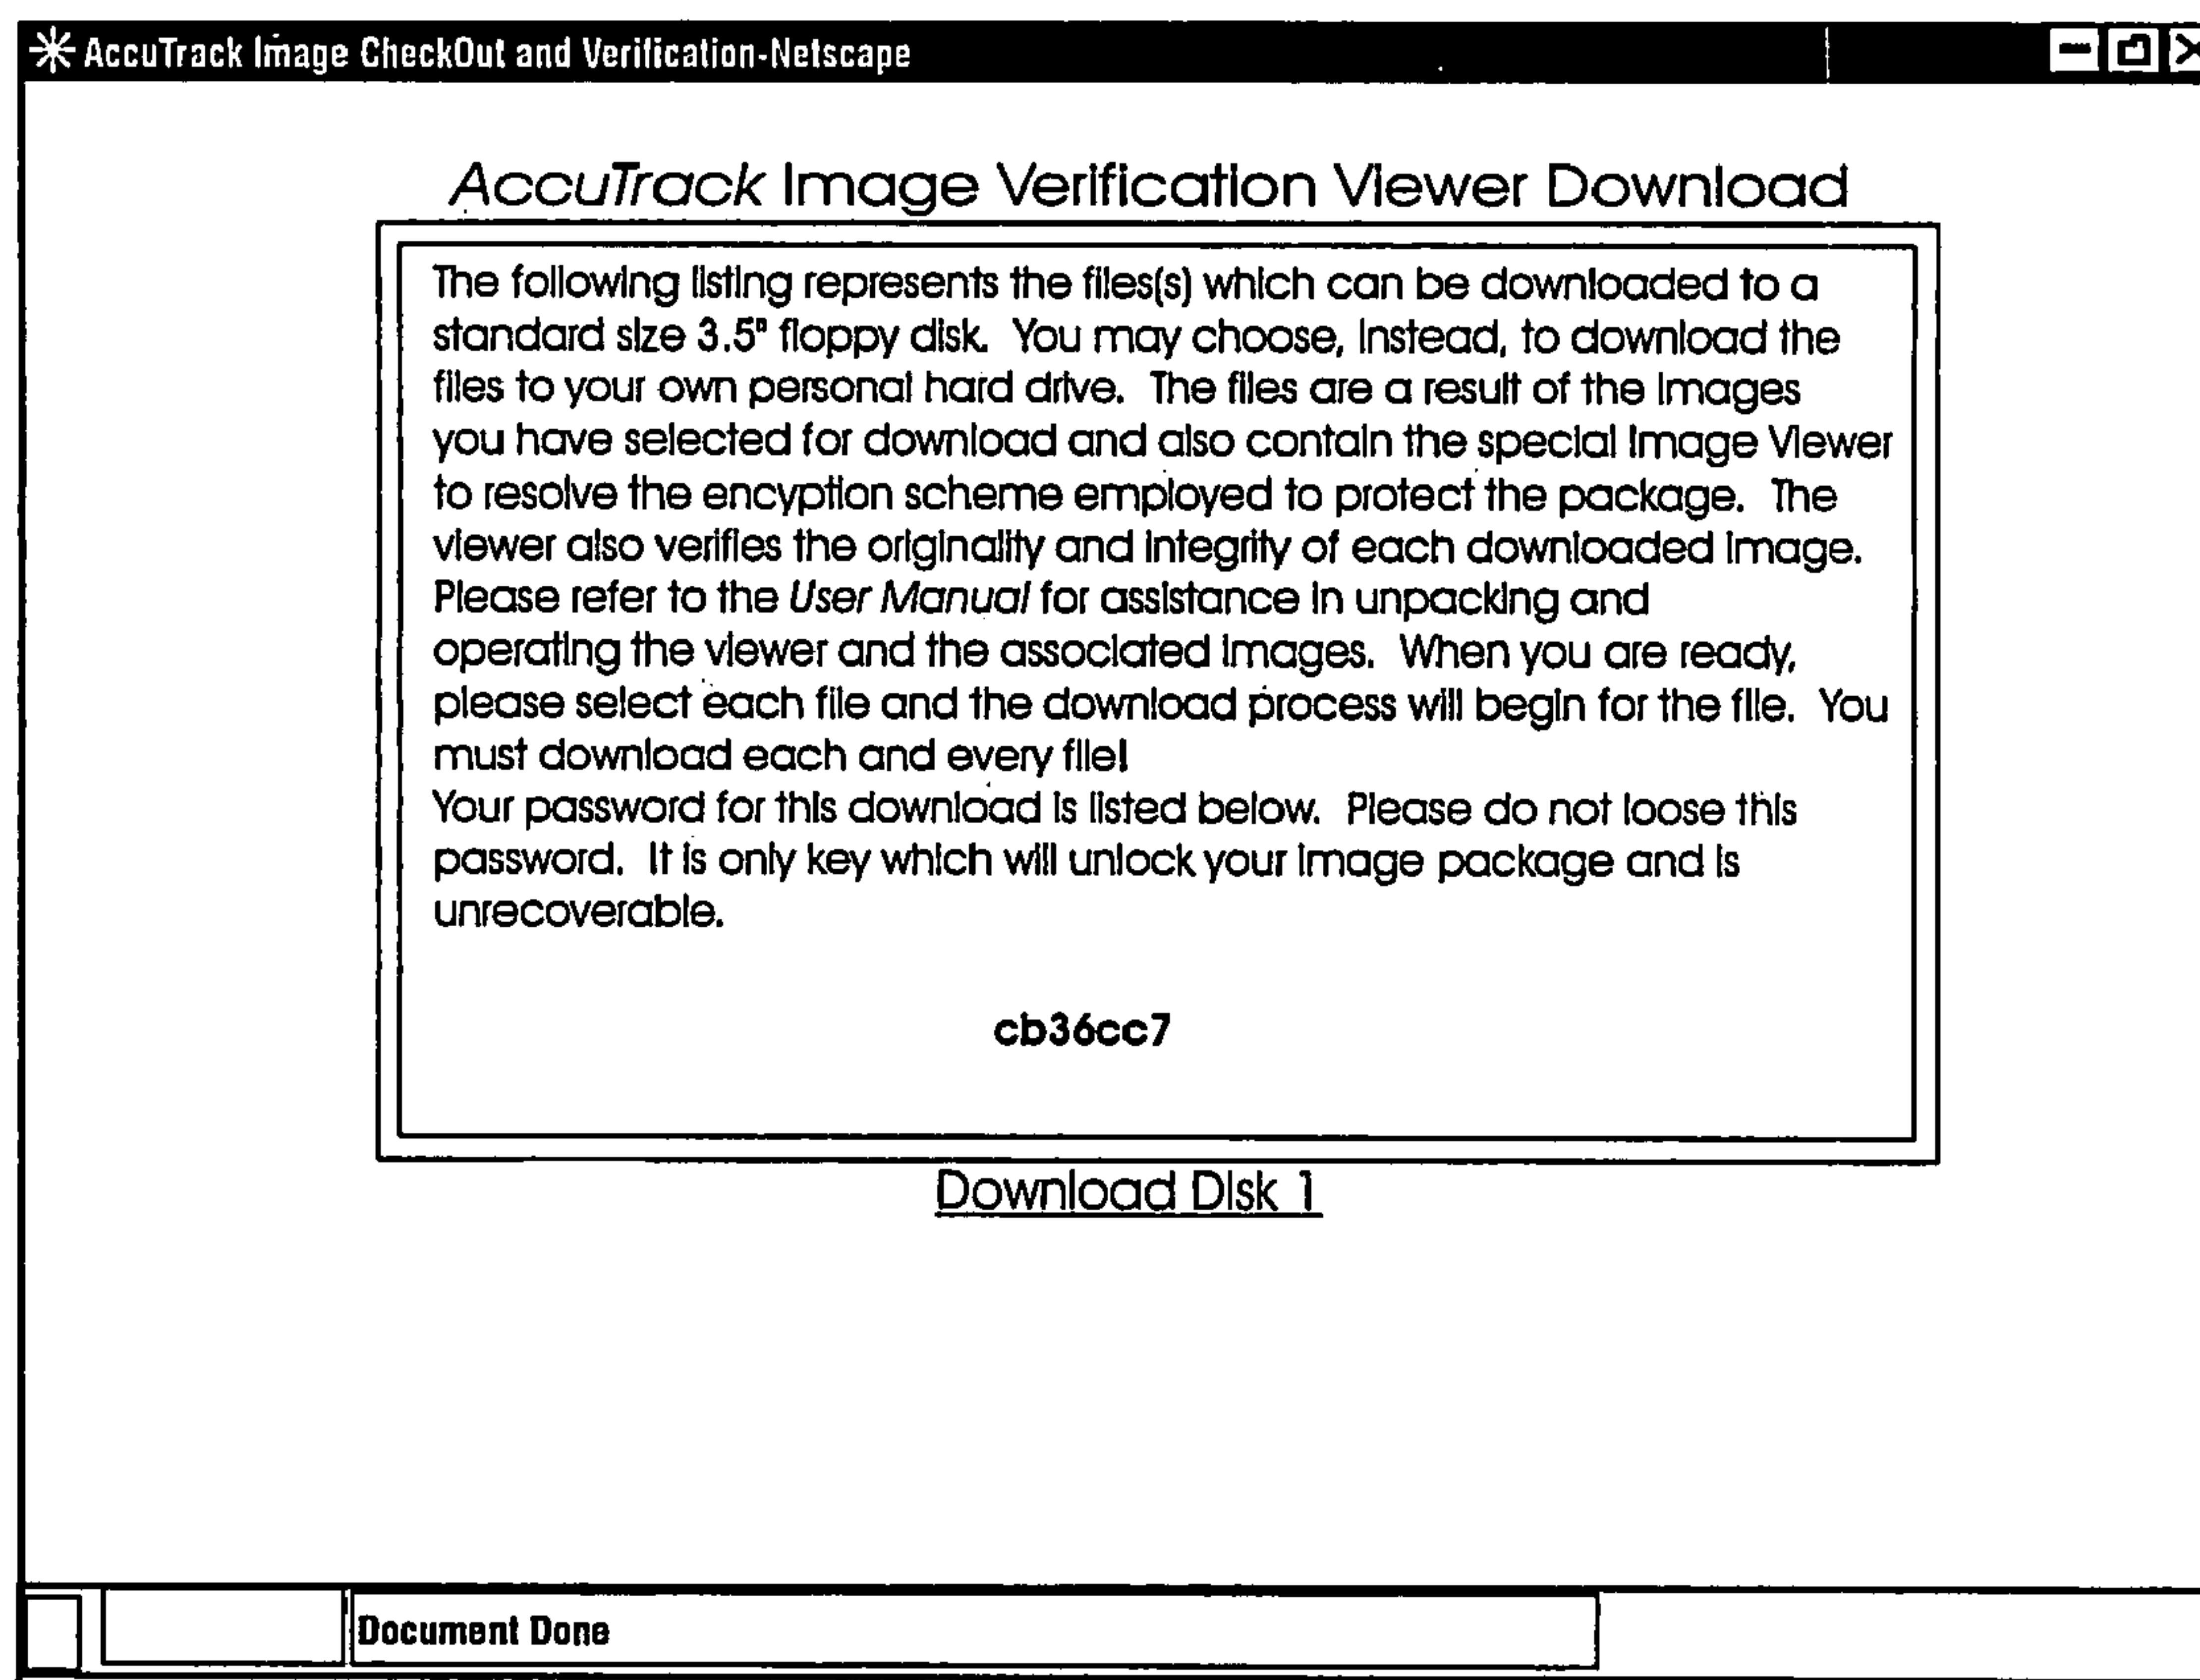 AccuTrack Image CheckOut and Verification-Netscape
AccuTrack Image Verification Viewer Download
The following listing represents the files(s) which can be downloaded to a
standard size 3.5" floppy disk. You may choose, instead, to download the
files to your own personal hard drive. The files are a result of the images
you have selected for download and also contain the special Image Viewer
to resolve the encyption scheme employed to protect the package. The
viewer also verifies the originality and integrity of each downloaded image.
Please refer to the User Manual for assistance in unpacking and
operating the viewer and the associated images. When you are ready,
please select each file and the download process will begin for the file. You
must download each and every file!
Your password for this download is listed below. Please do not loose this
password. It is only key which will unlock your image package and is
unrecoverable.
cb36cc7
Download Disk 1
Document Done